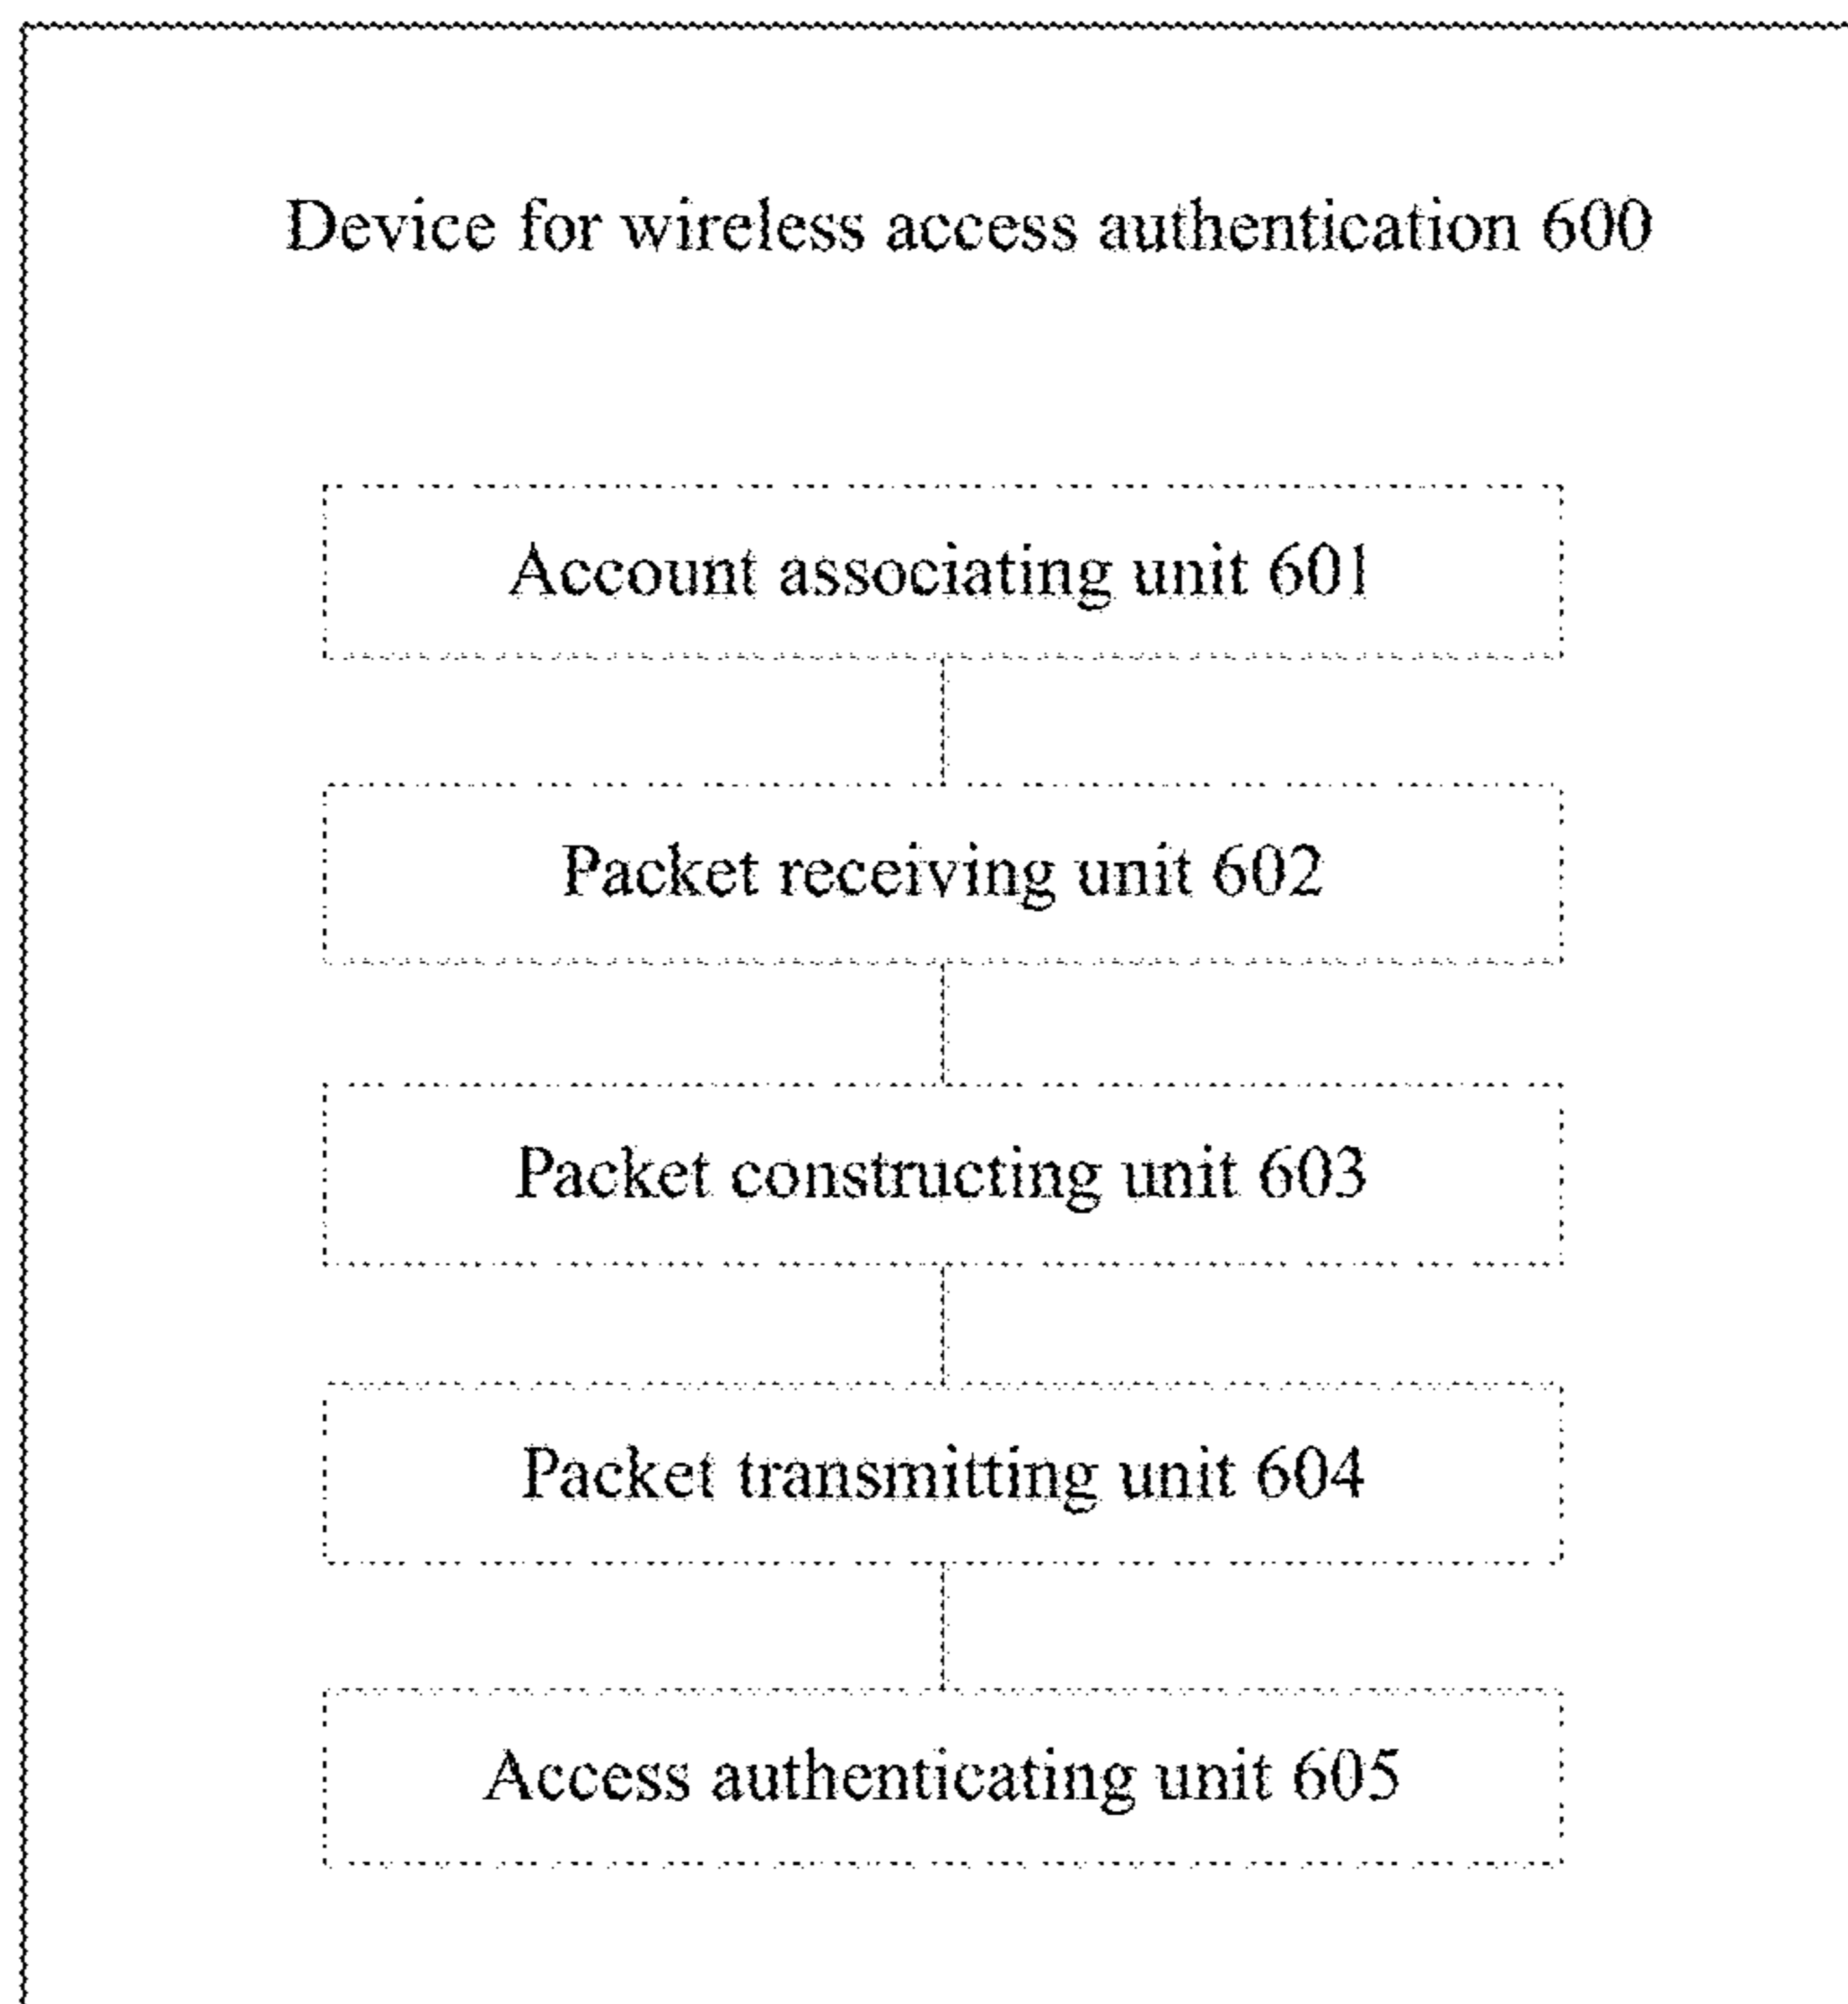 Device for wireless access authentication 600
Account associating unit 601
Packet receiving unit 602
Packet constructing unit 603
Packet transmitting unit 604
Access authenticating unit 605